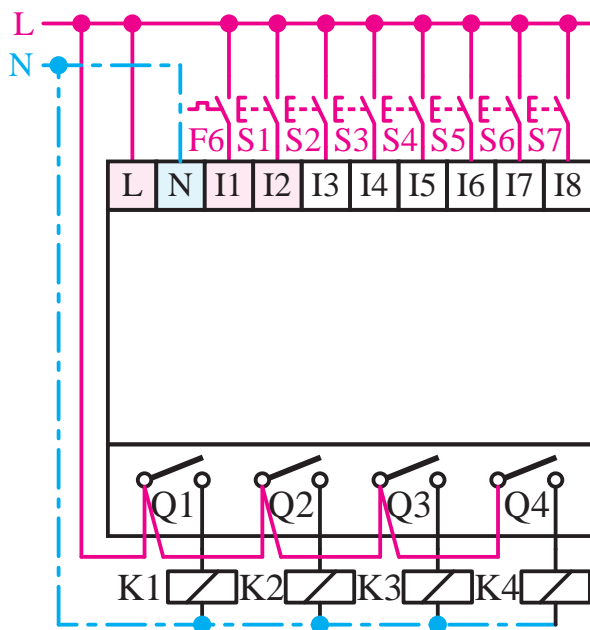 L
N
F6 S1 S2 S3 S4 S5 S6 S7
L N I1 I2 I3 I4 I5 I6 I7 I8
Q1 Q2 Q3 Q4
K1 K2 K3 K4